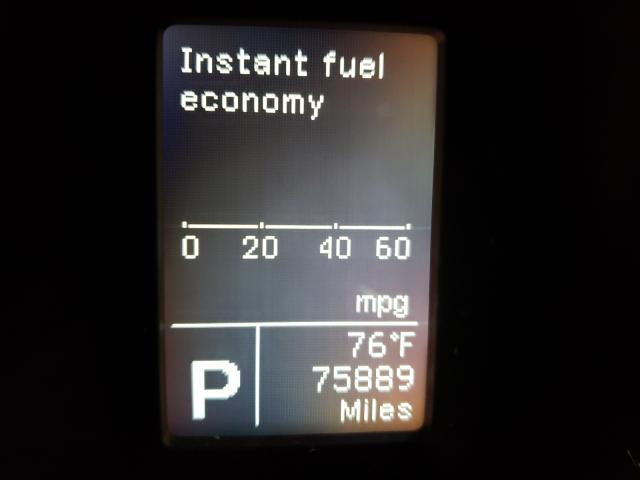 Instant fuel
economy
0 20 40 60
mpg
76°F
P 75889
Miles